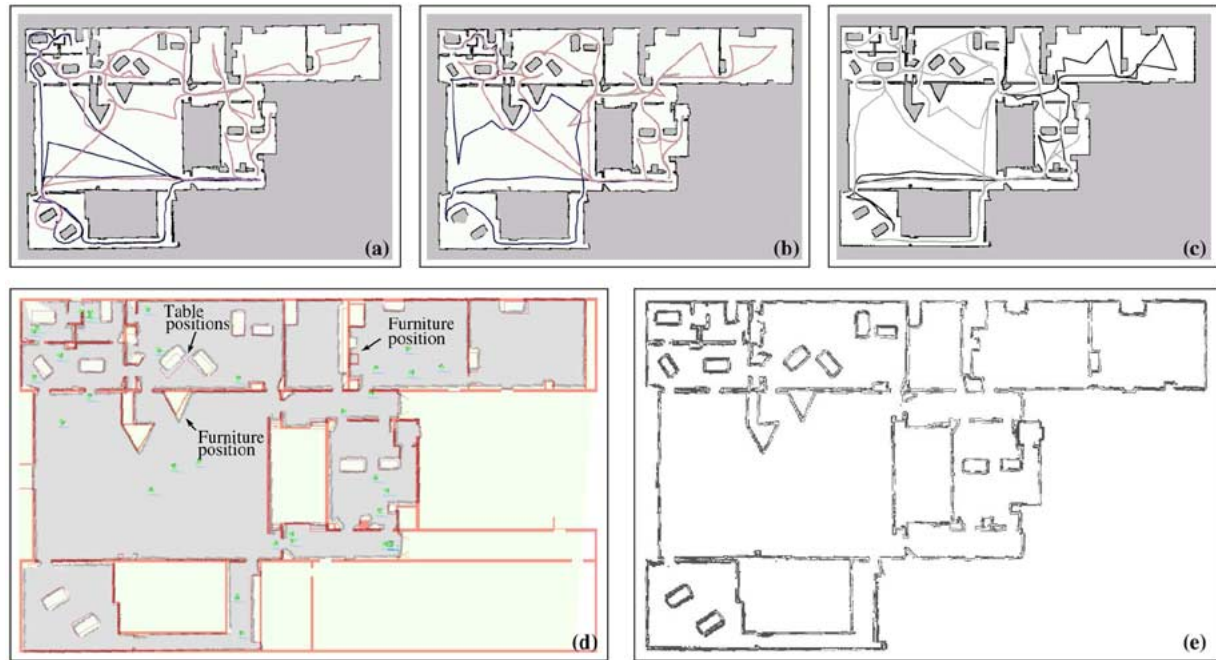 (a)
(b)
(c)
Table
positions
Furniture
position
Furniture
position
(d)
(e)